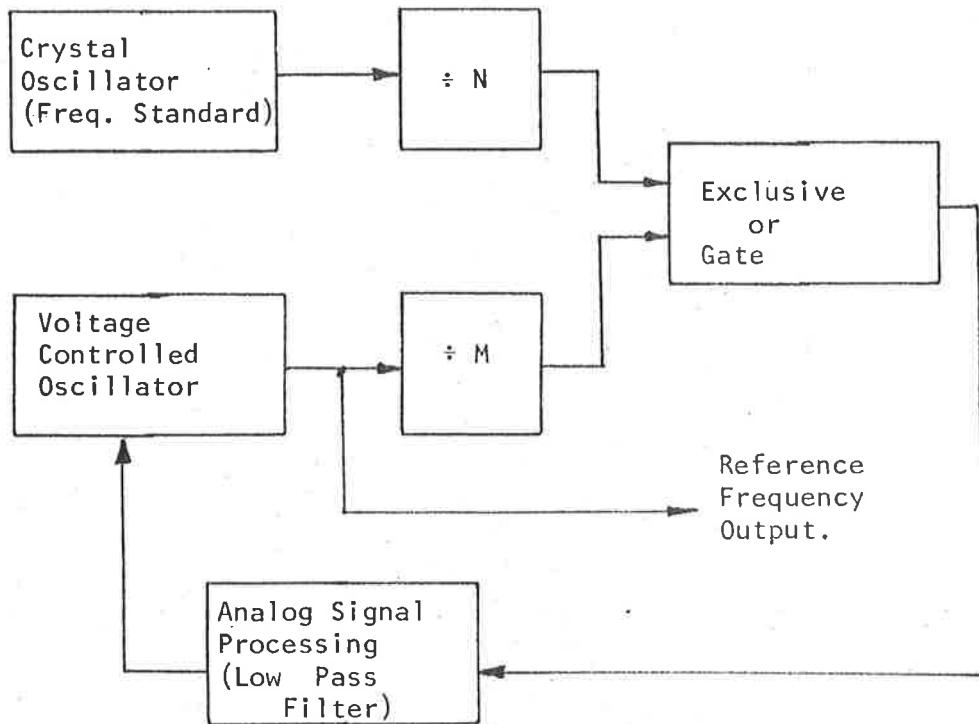 Crystal
Oscillator
(Freq. Standard)
÷ N
Exclusive
or
Gate
Voltage
Controlled
Oscillator
÷ M
Reference
Frequency
Output.
Analog Signal
Processing
(Low Pass
Filter)